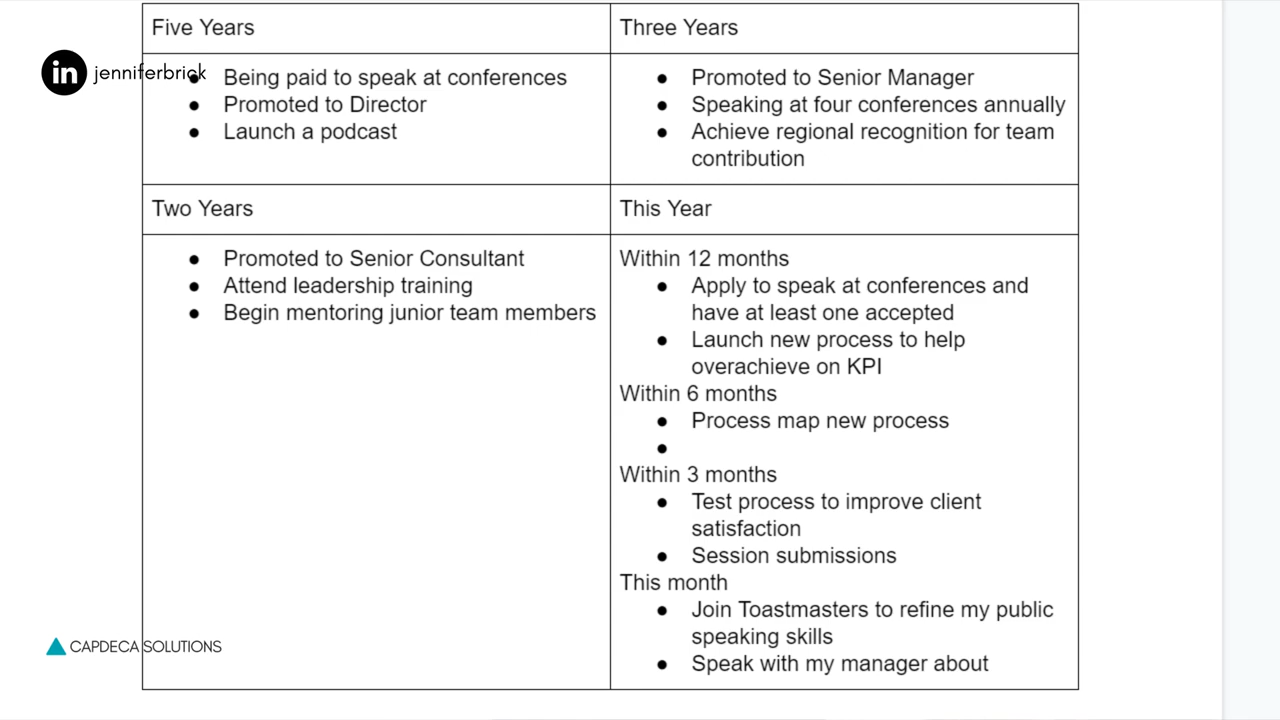 Five Years
Three Years
in jenniferbrick
● Being paid to speak at conferences
● Promoted to Director
● Launch a podcast
● Promoted to Senior Manager
● Speaking at four conferences annually
● Achieve regional recognition for team
contribution
Two Years
This Year
● Promoted to Senior Consultant
● Attend leadership training
● Begin mentoring junior team members
Within 12 months
● Apply to speak at conferences and
have at least one accepted
● Launch new process to help
overachieve on KPI
Within 6 months
● Process map new process
●
Within 3 months
● Test process to improve client
satisfaction
● Session submissions
This month
● Join Toastmasters to refine my public
speaking skills
● Speak with my manager about
CAPDECA SOLUTIONS